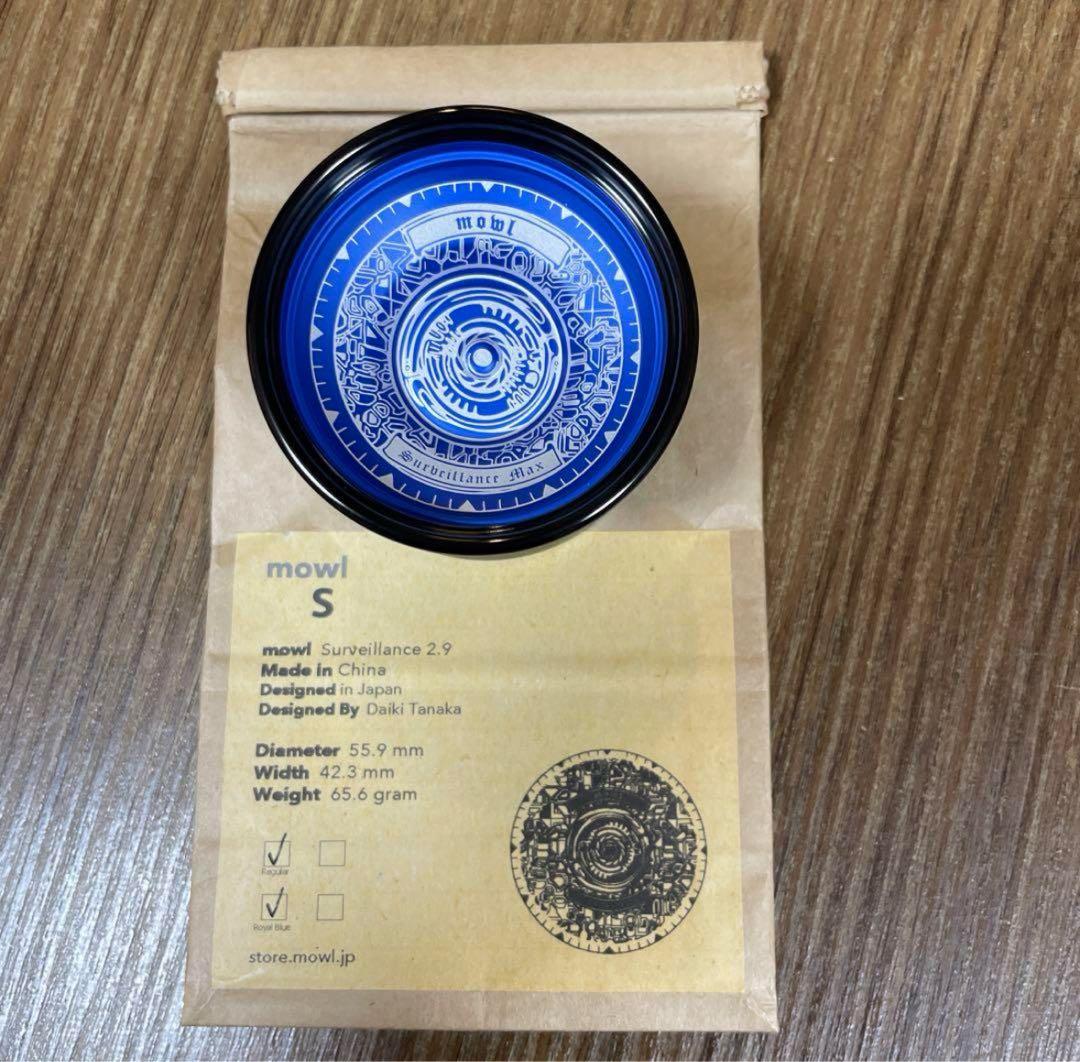 mowl
Surveillance Max
mowl
S
mowl Surveillance 2.9
Made in China
Designed in Japan
Designed By Daiki Tanaka
Diameter 55.9 mm
Width 42.3 mm
Weight 65.6 gram
Regular
Royal Blue
store.mowl.jp